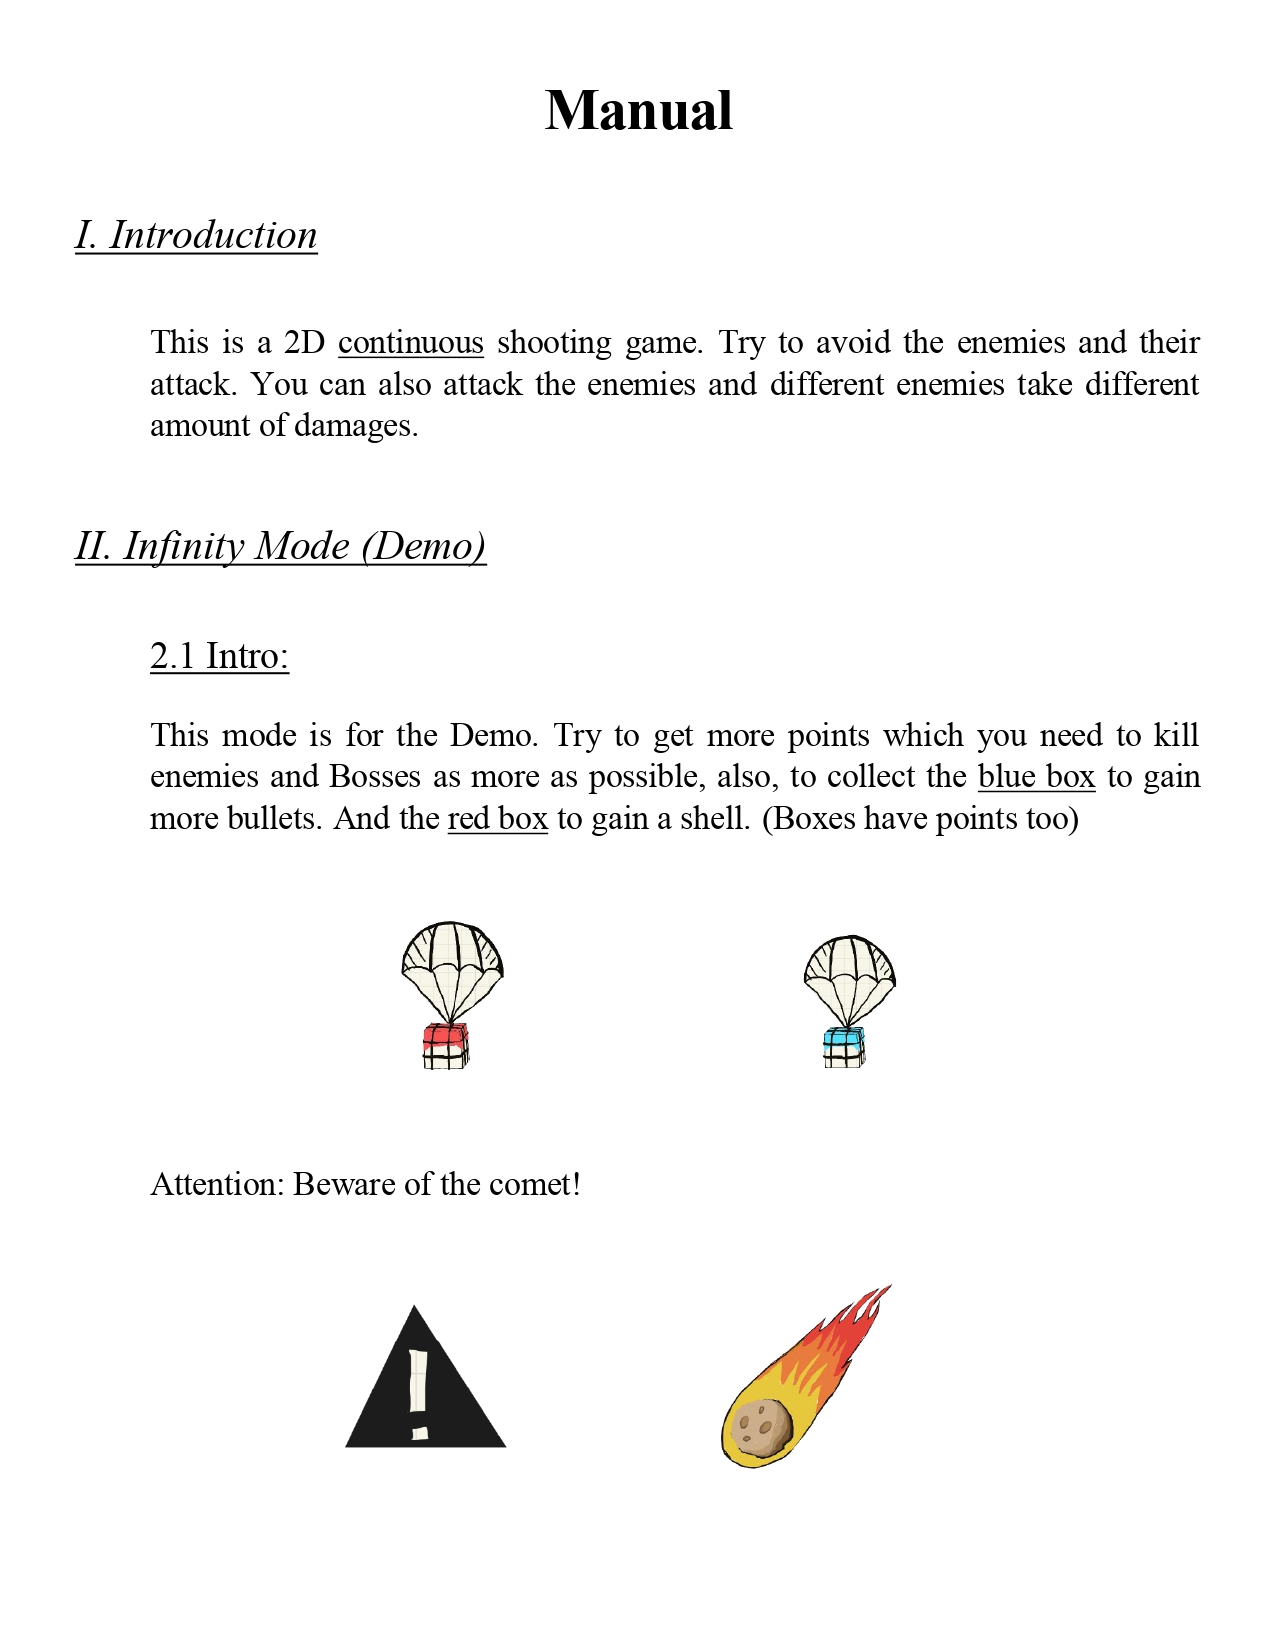 Manual
I. Introduction
This is a 2D continuous shooting game. Try to avoid the enemies and their
attack. You can also attack the enemies and different enemies take different
amount of damages.
II. Infinity Mode (Demo)
2.1 Intro:
This mode is for the Demo. Try to get more points which you need to kill
enemies and Bosses as more as possible, also, to collect the blue box to gain
more bullets. And the red box to gain a shell. (Boxes have points too)
Attention: Beware of the comet!
!